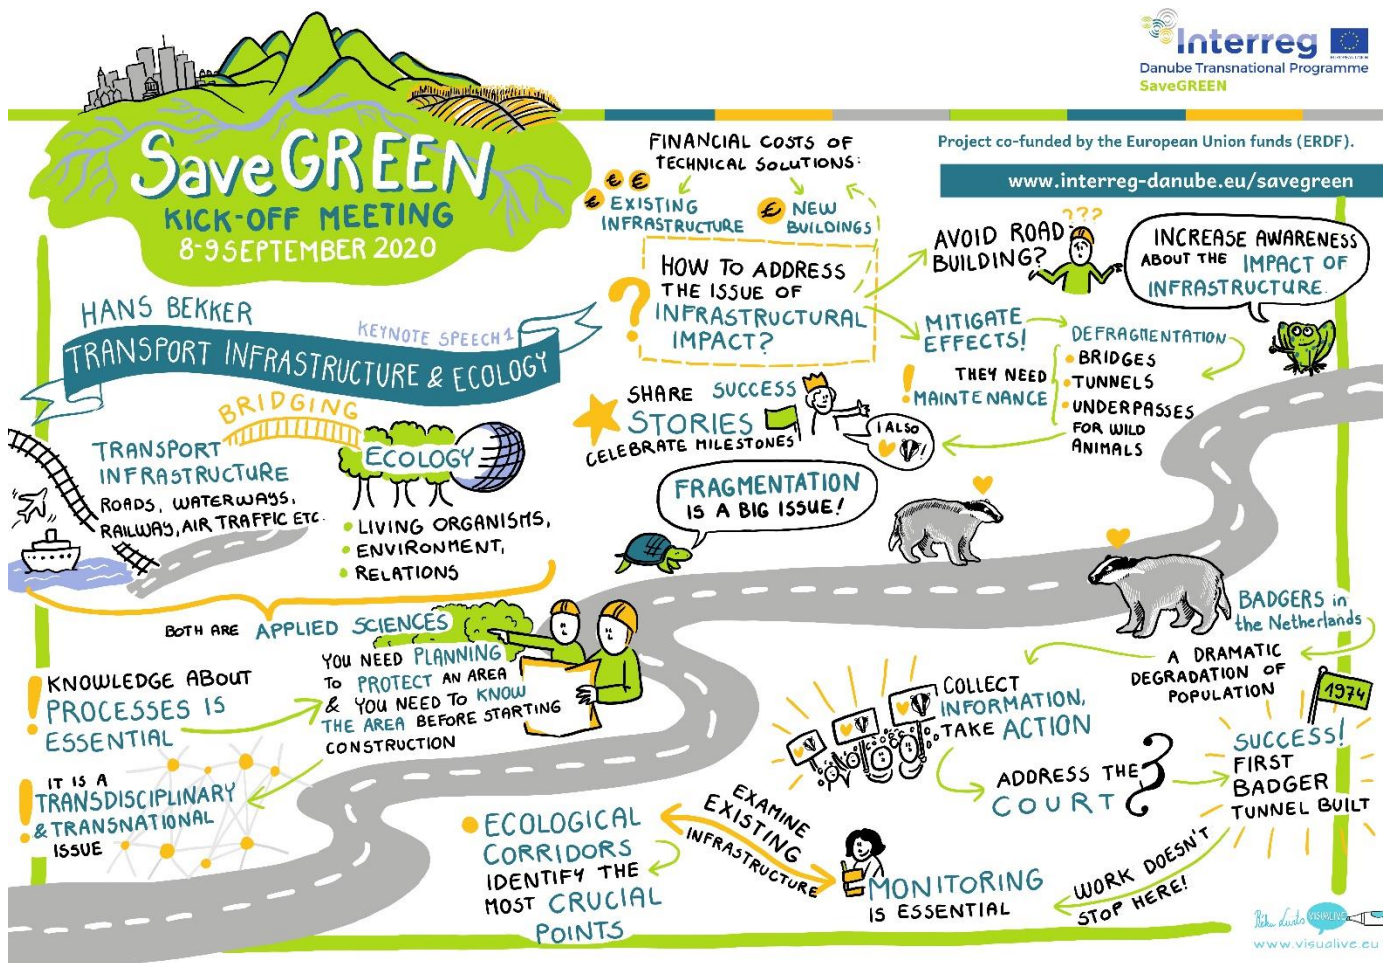 Interreg
EUROPEAN UNION
Danube Transnational Programme
SaveGREEN
Project co-funded by the European Union funds (ERDF).
www.interreg-danube.eu/savegreen
SaveGREEN
KICK-OFF MEETING
8-9 SEPTEMBER 2020
HANS BEKKER
KEYNOTE SPEECH 1
TRANSPORT INFRASTRUCTURE & ECOLOGY
BRIDGING
TRANSPORT
INFRASTRUCTURE
ROADS, WATERWAYS,
RAILWAY, AIR TRAFFIC ETC.
ECOLOGY
LIVING ORGANISMS,
ENVIRONMENT,
RELATIONS
BOTH ARE APPLIED SCIENCES
! KNOWLEDGE ABOUT
PROCESSES IS
ESSENTIAL
YOU NEED PLANNING
TO PROTECT AN AREA
& YOU NEED TO KNOW
THE AREA BEFORE STARTING
CONSTRUCTION
! IT IS A
TRANSDISCIPLINARY
& TRANSNATIONAL
ISSUE
FINANCIAL COSTS OF
TECHNICAL SOLUTIONS:
€ € €
EXISTING
INFRASTRUCTURE
€ NEW
BUILDINGS
? HOW TO ADDRESS
THE ISSUE OF
INFRASTRUCTURAL
IMPACT?
AVOID ROAD
BUILDING?
???
INCREASE AWARENESS
ABOUT THE IMPACT OF
INFRASTRUCTURE.
MITIGATE
EFFECTS!
DEFRAGMENTATION
• BRIDGES
• TUNNELS
• UNDERPASSES
FOR WILD
ANIMALS
! THEY NEED
MAINTENANCE
SHARE SUCCESS
STORIES
CELEBRATE MILESTONES
I ALSO
!
FRAGMENTATION
IS A BIG ISSUE!
BADGERS in
the Netherlands
A DRAMATIC
DEGRADATION OF
POPULATION
COLLECT
INFORMATION,
TAKE ACTION
ADDRESS THE
COURT
1974
SUCCESS!
FIRST
BADGER
TUNNEL BUILT
WORK DOESN'T
STOP HERE!
MONITORING
IS ESSENTIAL
EXAMINE
EXISTING
INFRASTRUCTURE
• ECOLOGICAL
CORRIDORS
IDENTIFY THE
MOST CRUCIAL
POINTS
VISUALIVE
www.visualive.eu